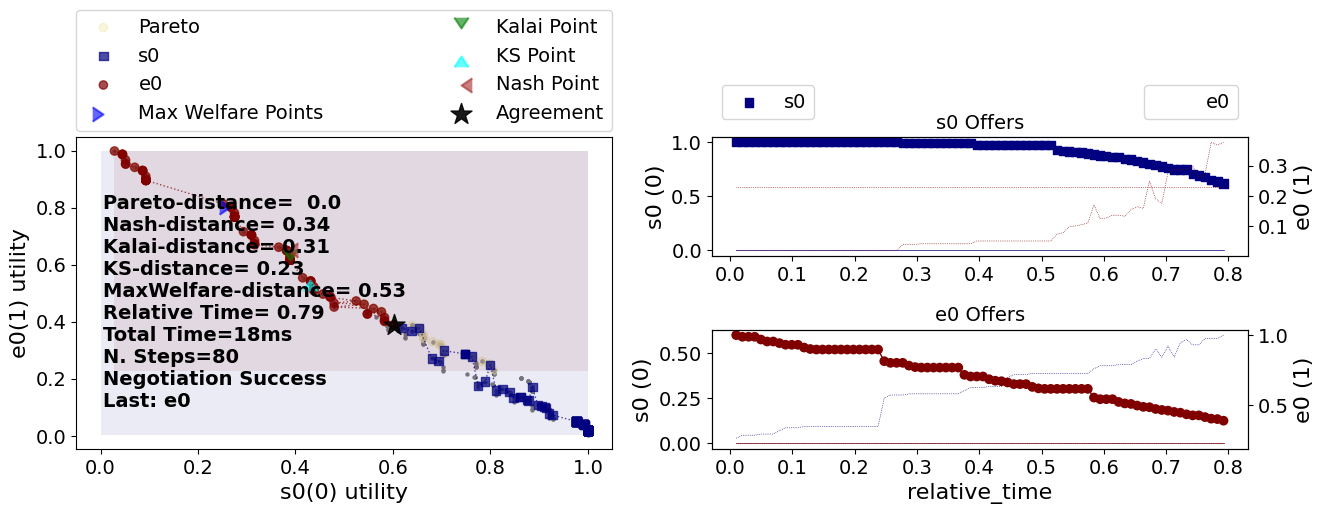 Pareto
s0
e0
Max Welfare Points
Kalai Point
KS Point
Nash Point
Agreement
1.0
0.8
0.6
0.4
0.2
0.0
e0(1) utility
Pareto-distance=  0.0
Nash-distance= 0.34
Kalai-distance= 0.31
KS-distance= 0.23
MaxWelfare-distance= 0.53
Relative Time= 0.79
Total Time=18ms
N. Steps=80
Negotiation Success
Last: e0
0.0 0.2 0.4 0.6 0.8 1.0
s0(0) utility
s0
e0
s0 Offers
1.0
0.5
0.0
s0 (0)
0.3
0.2
0.1
e0 (1)
0.0 0.1 0.2 0.3 0.4 0.5 0.6 0.7 0.8
e0 Offers
0.50
0.25
0.00
s0 (0)
1.0
0.5
e0 (1)
0.0 0.1 0.2 0.3 0.4 0.5 0.6 0.7 0.8
relative_time